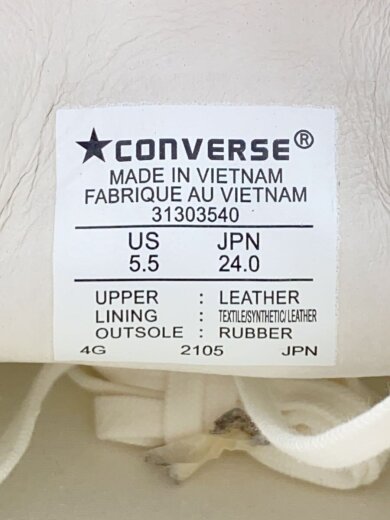 ★CONVERSE®
MADE IN VIETNAM
FABRIQUE AU VIETNAM
31303540
US JPN
5.5 24.0
UPPER : LEATHER
LINING : TEXTILE/SYNTHETIC/LEATHER
OUTSOLE : RUBBER
4G 2105 JPN